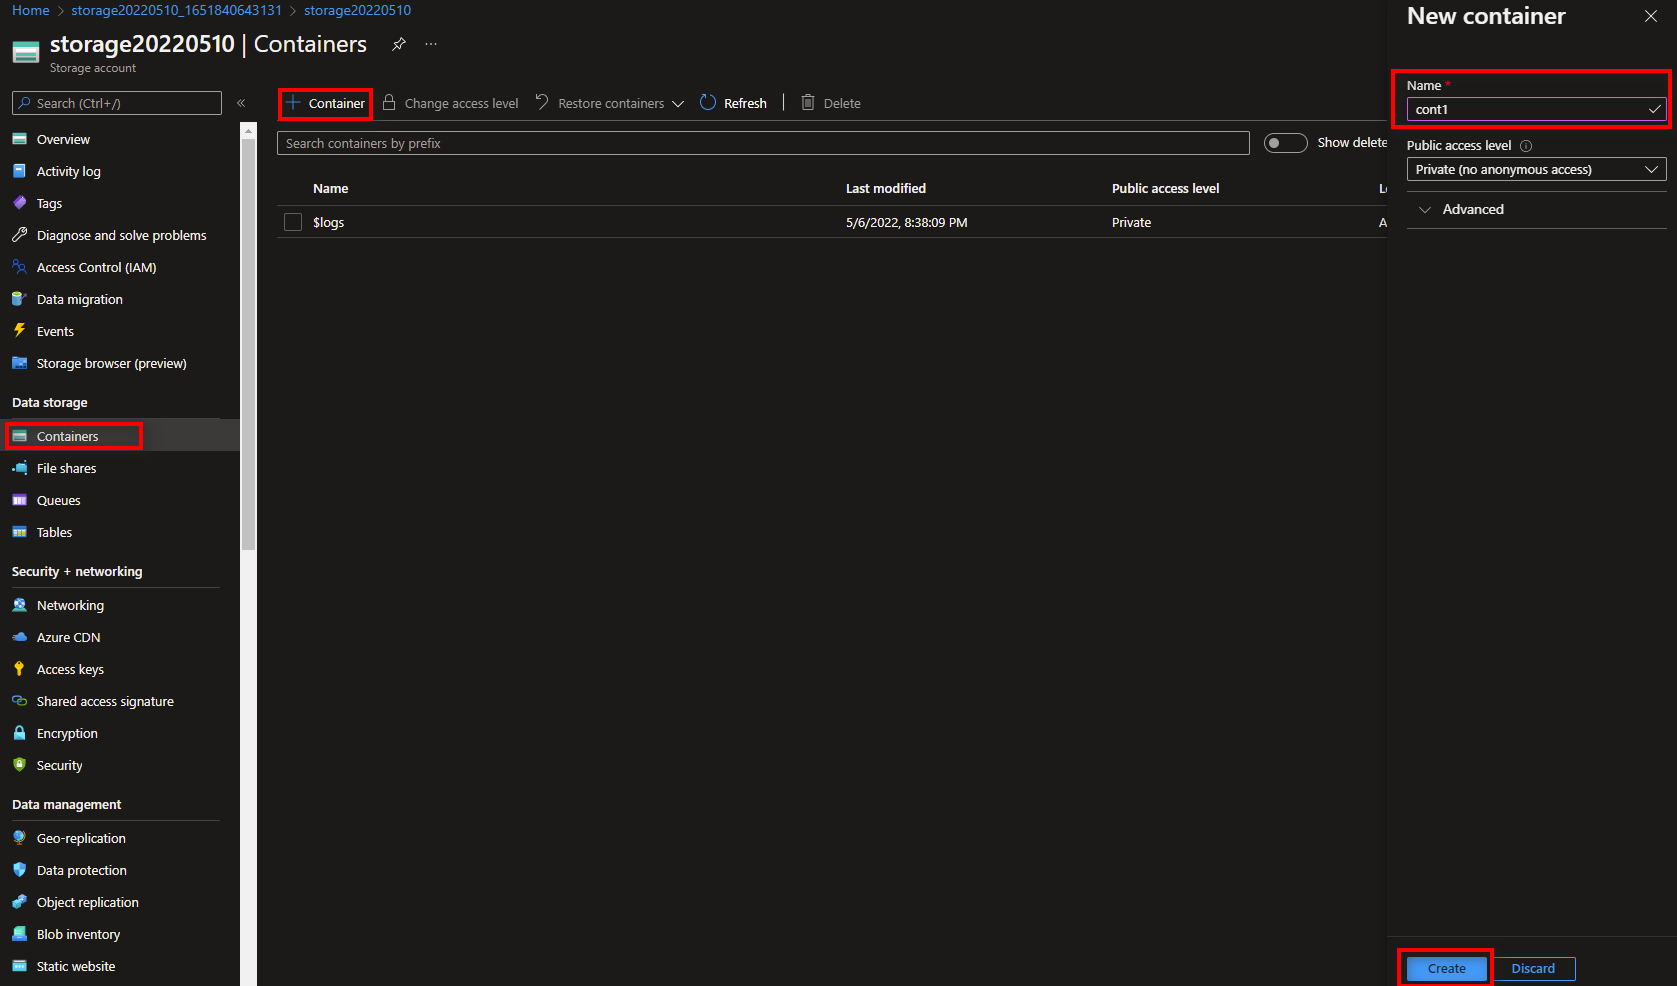 Home > storage20220510_1651840643131 > storage20220510
storage20220510 | Containers
Storage account
Search (Ctrl+/)
Overview
Activity log
Tags
Diagnose and solve problems
Access Control (IAM)
Data migration
Events
Storage browser (preview)
Data storage
Containers
File shares
Queues
Tables
Security + networking
Networking
Azure CDN
Access keys
Shared access signature
Encryption
Security
Data management
Geo-replication
Data protection
Object replication
Blob inventory
Static website
+ Container Change access level Restore containers Refresh | Delete
Search containers by prefix Show delete
Name Last modified Public access level
$logs 5/6/2022, 8:38:09 PM Private A
New container
Name *
cont1
Public access level
Private (no anonymous access)
Advanced
Create Discard